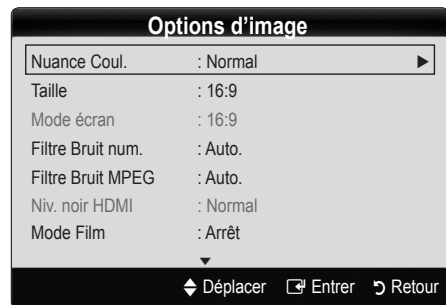 Options d'image
Nuance Coul. : Normal
Taille : 16:9
Mode écran : 16:9
Filtre Bruit num. : Auto.
Filtre Bruit MPEG : Auto.
Niv. noir HDMI : Normal
Mode Film : Arrêt
Déplacer Entrer Retour